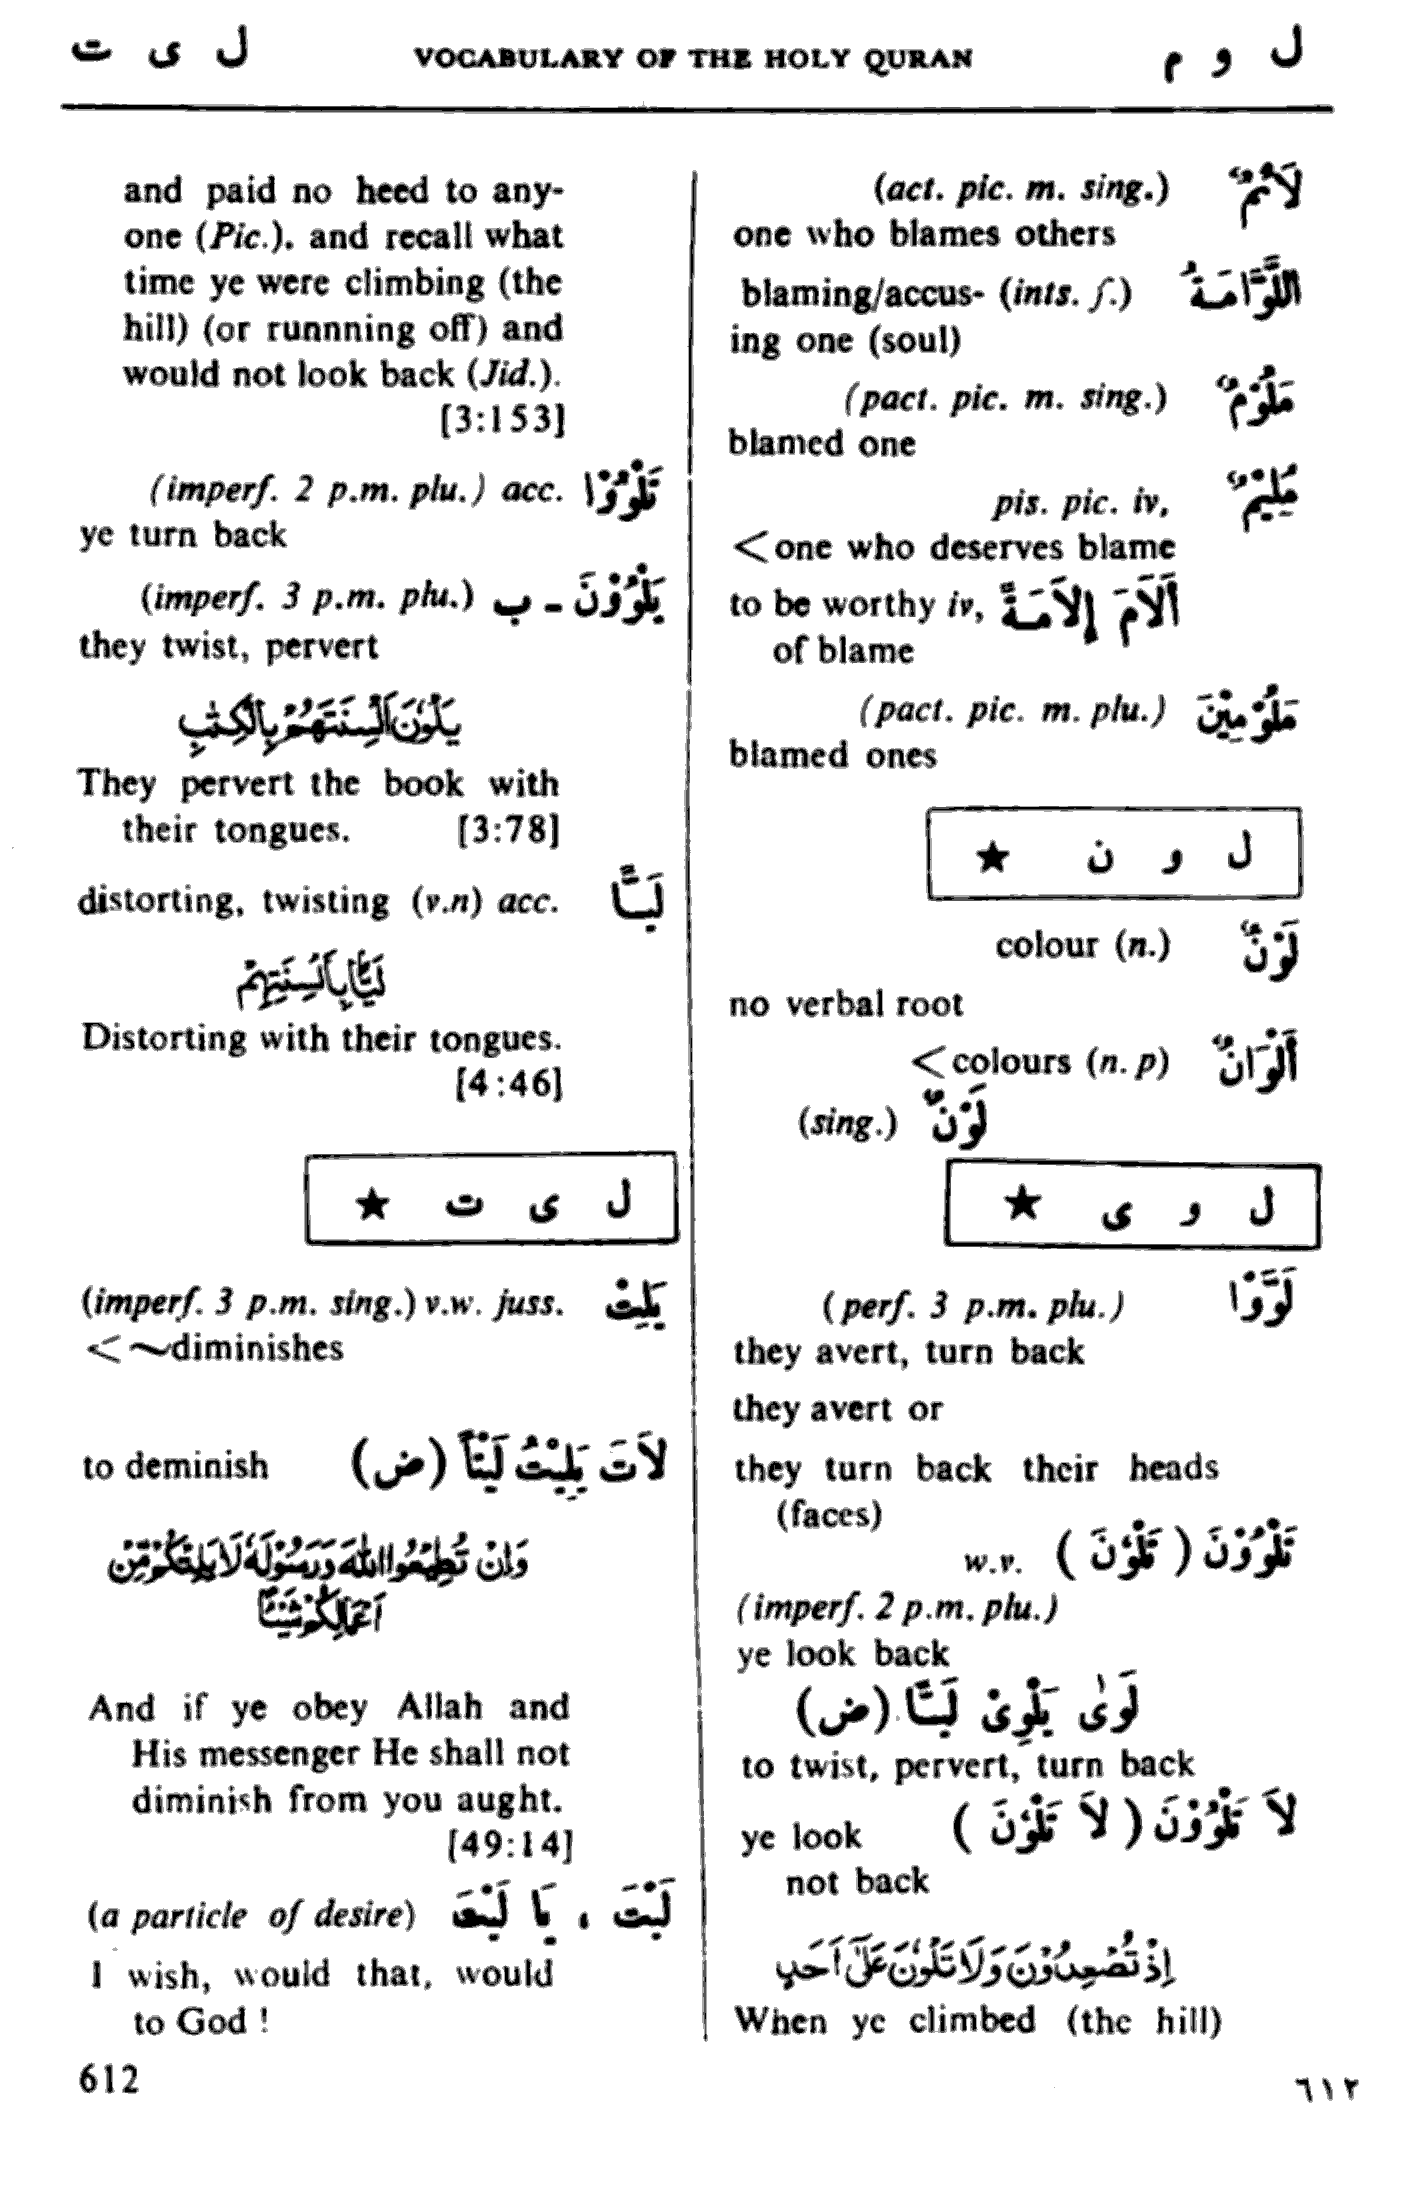 ل ى ت VOCABULARY OF THE HOLY QURAN ل و م
(act. pic. m. sing.) لَائِمٌ
one who blames others
blaming/accus- (ints. f.) اللَّوَّامَةُ
ing one (soul)
(pact. pic. m. sing.) مَلُوْمٌ
blamed one
pis. pic. iv, مُلِيْمٌ
< one who deserves blame
to be worthy iv, أَلَامَ إِلَامَةً
of blame
(pact. pic. m. plu.) مَلُوْمِيْنَ
blamed ones
ل و ن ★
colour (n.) لَوْنٌ
no verbal root
< colours (n. p) أَلْوَانٌ
(sing.) لَوْنٌ
ل و ى ★
(perf. 3 p.m. plu.) لَوَّوْا
they avert, turn back
they avert or
they turn back their heads
(faces)
w.v. تَلْوُوْنَ ( تَلْوٗنَ )
(imperf. 2 p.m. plu.)
ye look back
لَوٰى يَلْوِىْ لَيًّا (ض)
to twist, pervert, turn back
ye look لَا تَلْوُوْنَ ( لَا تَلْوٗنَ )
not back
إِذْ تُصْعِدُوْنَ وَلَا تَلْوٗنَ عَلٰٓى اَحَدٍ
When ye climbed (the hill)
and paid no heed to any-
one (Pic.). and recall what
time ye were climbing (the
hill) (or runnning off) and
would not look back (Jid.).
[3:153]
(imperf. 2 p.m. plu.) acc. تَلْوُوْا
ye turn back
(imperf. 3 p.m. plu.) يَلْوُوْنَ - ب
they twist, pervert
يَلْوٗنَ اَلْسِنَتَهُمْ بِالْكِتٰبِ
They pervert the book with
their tongues. [3:78]
distorting, twisting (v.n) acc. لَيًّا
لَيًّا بِاَلْسِنَتِهِمْ
Distorting with their tongues.
[4:46]
ل ى ت ★
(imperf. 3 p.m. sing.) v.w. juss. يَلِتْ
< ~diminishes
to deminish لَاتَ يَلِيْتُ لَيْتًا (ض)
وَاِنْ تُطِيْعُوا اللّٰهَ وَرَسُوْلَهٗ لَا يَلِتْكُمْ مِّنْ
اَعْمَالِكُمْ شَيْئًا
And if ye obey Allah and
His messenger He shall not
diminish from you aught.
[49:14]
(a particle of desire) لَيْتَ ، يَا لَيْتَ
I wish, would that, would
to God !
612 ٦١٢